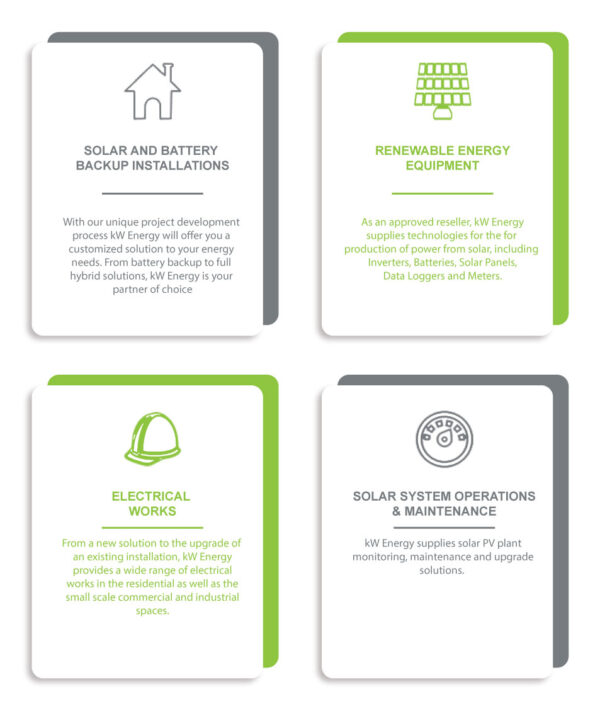 SOLAR AND BATTERY
BACKUP INSTALLATIONS
With our unique project development
process kW Energy will offer you a
customized solution to your energy
needs. From battery backup to full
hybrid solutions, kW Energy is your
partner of choice
RENEWABLE ENERGY
EQUIPMENT
As an approved reseller, kW Energy
supplies technologies for the for
production of power from solar, including
Inverters, Batteries, Solar Panels,
Data Loggers and Meters.
ELECTRICAL
WORKS
From a new solution to the upgrade of
an existing installation, kW Energy
provides a wide range of electrical
works in the residential as well as the
small scale commercial and industrial
spaces.
SOLAR SYSTEM OPERATIONS
& MAINTENANCE
kW Energy supplies solar PV plant
monitoring, maintenance and upgrade
solutions.